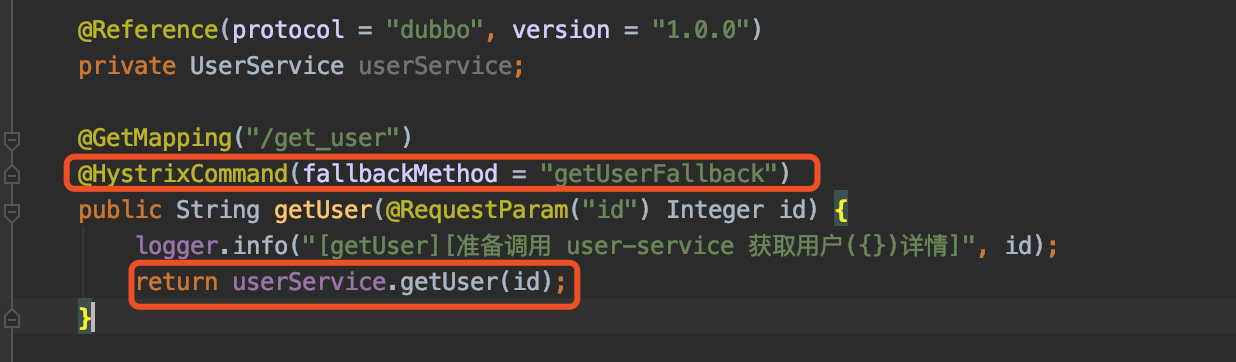 @Reference(protocol = "dubbo", version = "1.0.0")
private UserService userService;
@GetMapping("/get_user")
@HystrixCommand(fallbackMethod = "getUserFallback")
public String getUser(@RequestParam("id") Integer id) {
logger.info("[getUser][准备调用 user-service 获取用户({})详情]", id);
return userService.getUser(id);
}